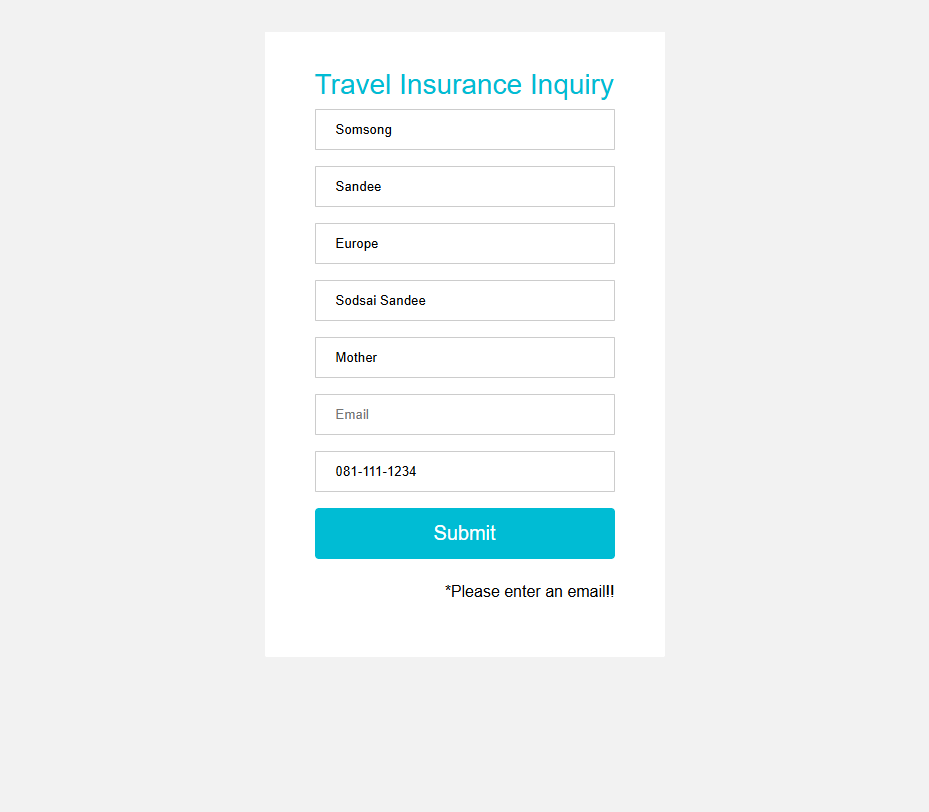 Travel Insurance Inquiry
Somsong
Sandee
Europe
Sodsai Sandee
Mother
Email
081-111-1234
Submit
*Please enter an email!!